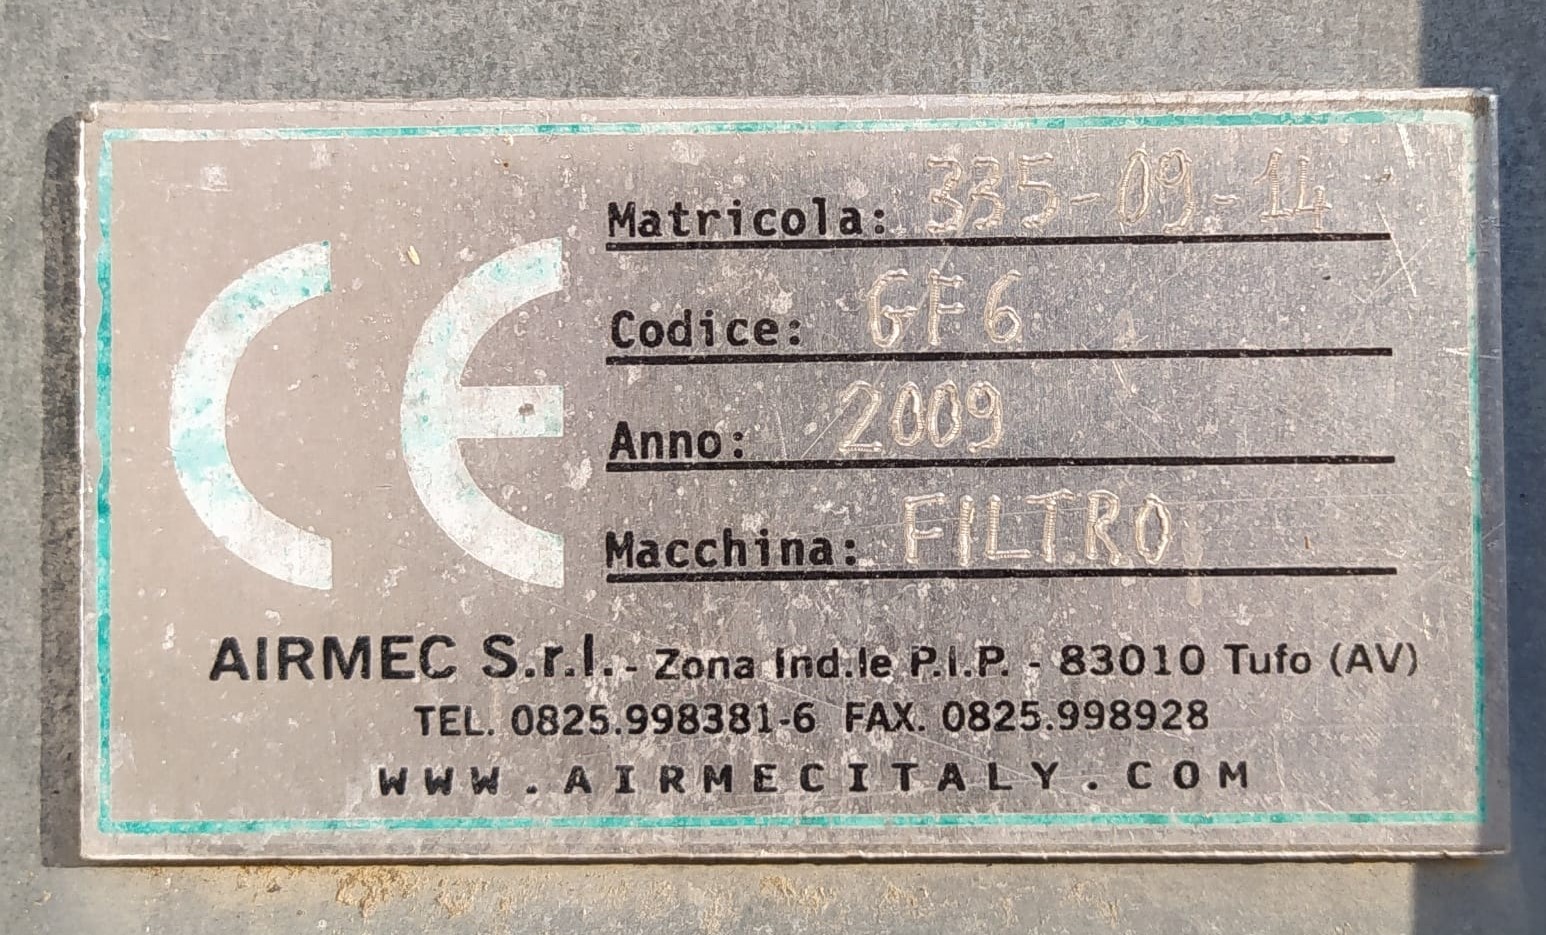 CE
Matricola: 335-09-14
Codice: GF6
Anno: 2009
Macchina: FILTRO
AIRMEC S.r.l. - Zona Ind.le P.I.P. - 83010 Tufo (AV)
TEL. 0825.998381-6 FAX. 0825.998928
WWW.AIRMECITALY.COM